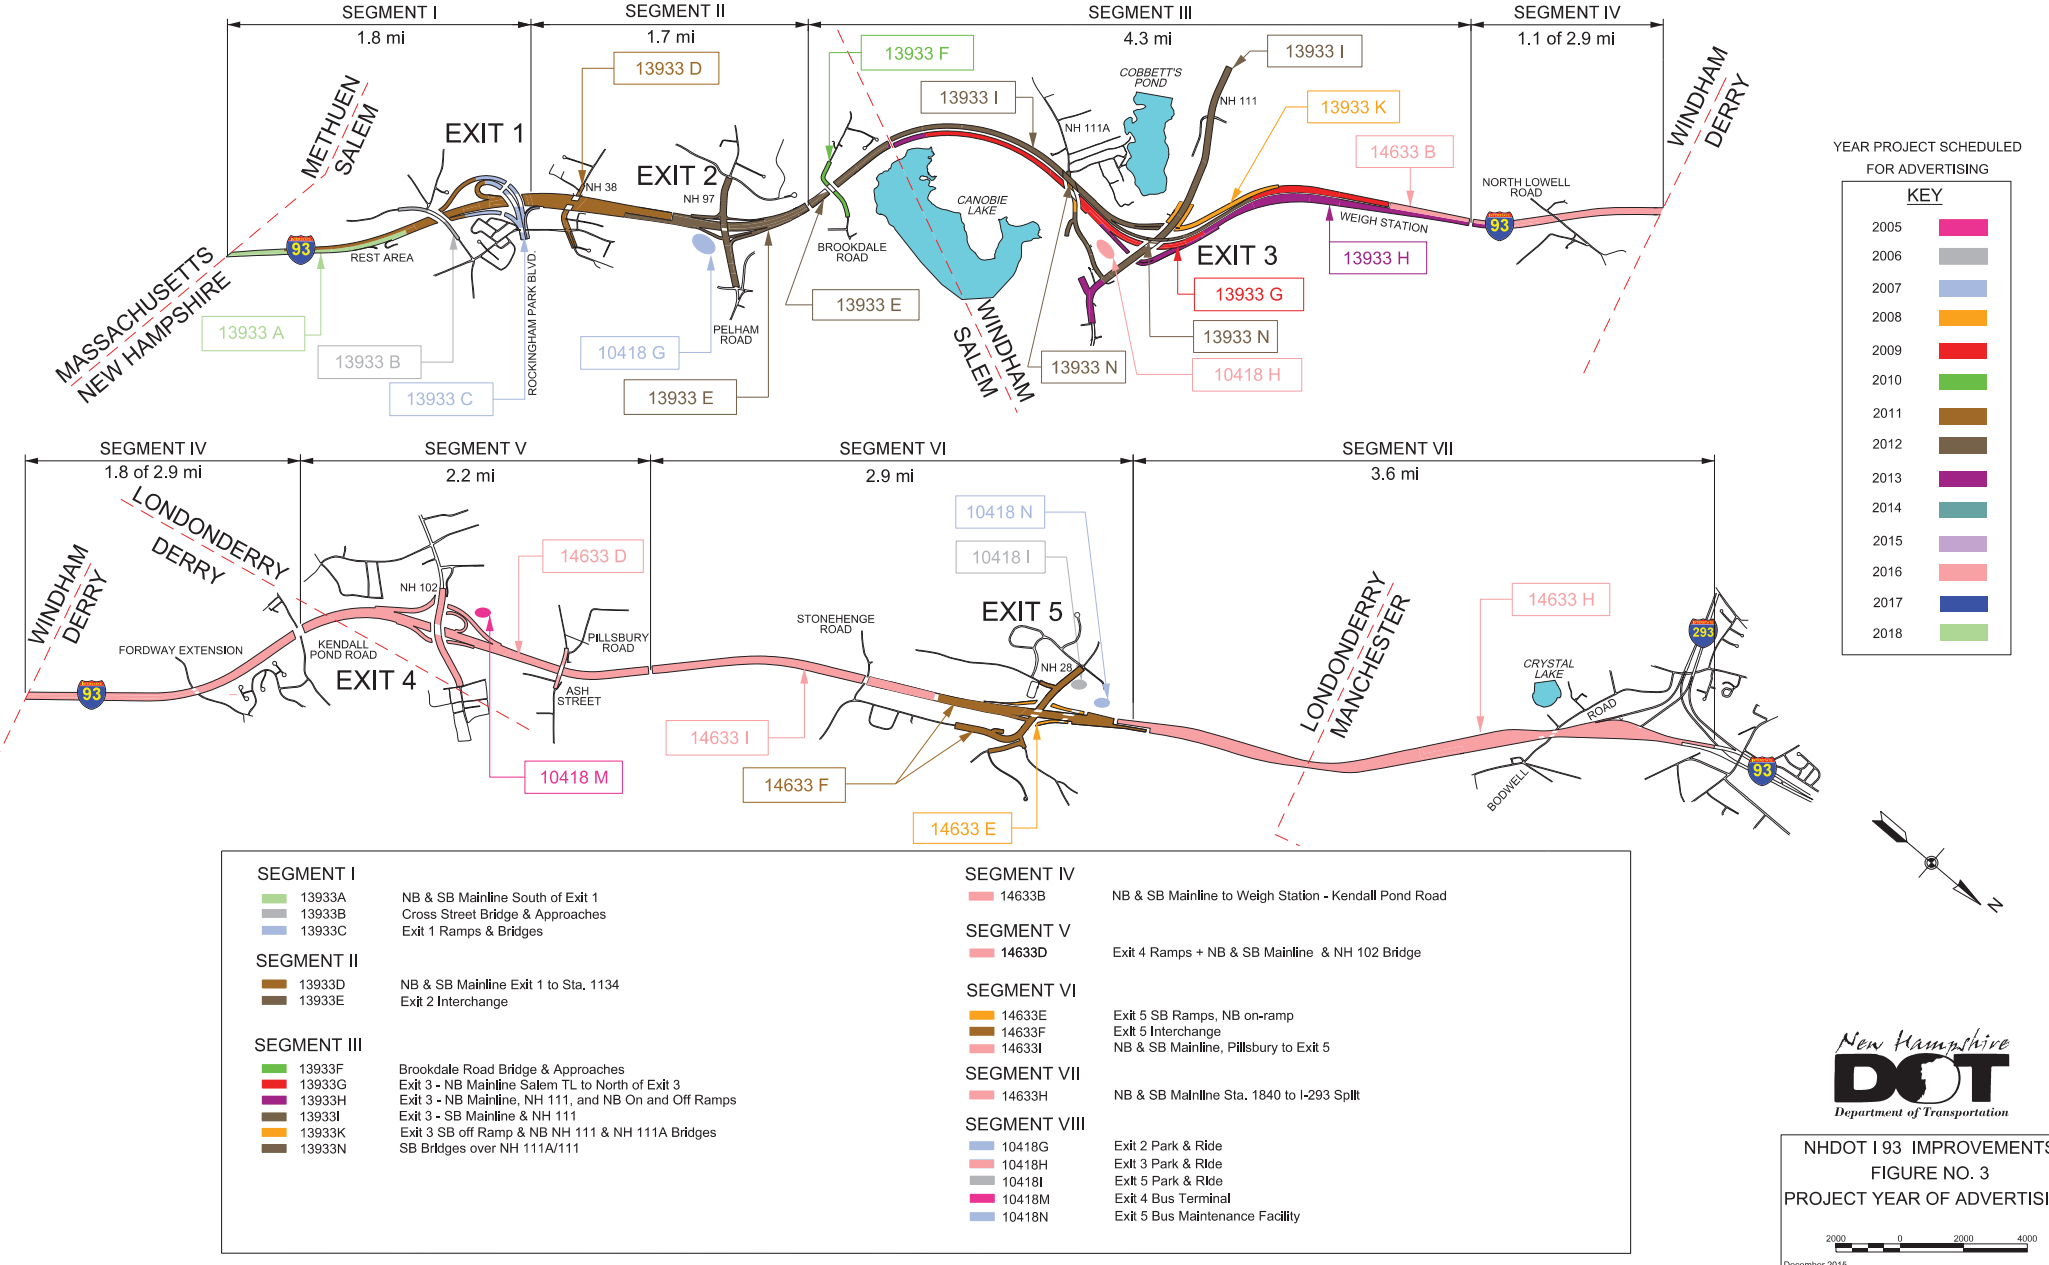 SEGMENT I
1.8 mi
SEGMENT II
1.7 mi
SEGMENT III
4.3 mi
SEGMENT IV
1.1 of 2.9 mi
METHUEN
SALEM
MASSACHUSETTS
NEW HAMPSHIRE
93
REST AREA
EXIT 1
ROCKINGHAM PARK BLVD.
13933 A
13933 B
13933 C
13933 D
NH 38
EXIT 2
NH 97
10418 G
PELHAM
ROAD
13933 E
13933 F
BROOKDALE
ROAD
13933 E
13933 I
CANOBIE
LAKE
WINDHAM
SALEM
NH 111A
COBBETT'S
POND
NH 111
13933 I
13933 K
14633 B
EXIT 3
WEIGH STATION
13933 H
13933 G
13933 N
13933 N
10418 H
NORTH LOWELL
ROAD
93
WINDHAM
DERRY
YEAR PROJECT SCHEDULED
FOR ADVERTISING
KEY
2005
2006
2007
2008
2009
2010
2011
2012
2013
2014
2015
2016
2017
2018
SEGMENT IV
1.8 of 2.9 mi
SEGMENT V
2.2 mi
SEGMENT VI
2.9 mi
SEGMENT VII
3.6 mi
LONDONDERRY
DERRY
WINDHAM
DERRY
93
FORDWAY EXTENSION
KENDALL
POND ROAD
EXIT 4
NH 102
14633 D
10418 M
PILLSBURY
ROAD
ASH
STREET
14633 I
STONEHENGE
ROAD
14633 F
14633 E
10418 N
10418 I
EXIT 5
NH 28
LONDONDERRY
MANCHESTER
14633 H
CRYSTAL
LAKE
BODWELL
ROAD
293
93
N
SEGMENT I
13933A NB & SB Mainline South of Exit 1
13933B Cross Street Bridge & Approaches
13933C Exit 1 Ramps & Bridges
SEGMENT II
13933D NB & SB Mainline Exit 1 to Sta. 1134
13933E Exit 2 Interchange
SEGMENT III
13933F Brookdale Road Bridge & Approaches
13933G Exit 3 - NB Mainline Salem TL to North of Exit 3
13933H Exit 3 - NB Mainline, NH 111, and NB On and Off Ramps
13933I Exit 3 - SB Mainline & NH 111
13933K Exit 3 SB off Ramp & NB NH 111 & NH 111A Bridges
13933N SB Bridges over NH 111A/111
SEGMENT IV
14633B NB & SB Mainline to Weigh Station - Kendall Pond Road
SEGMENT V
14633D Exit 4 Ramps + NB & SB Mainline & NH 102 Bridge
SEGMENT VI
14633E Exit 5 SB Ramps, NB on-ramp
14633F Exit 5 Interchange
14633I NB & SB Mainline, Pillsbury to Exit 5
SEGMENT VII
14633H NB & SB Mainline Sta. 1840 to I-293 Split
SEGMENT VIII
10418G Exit 2 Park & Ride
10418H Exit 3 Park & Ride
10418I Exit 5 Park & Ride
10418M Exit 4 Bus Terminal
10418N Exit 5 Bus Maintenance Facility
New Hampshire
DOT
Department of Transportation
NHDOT I 93 IMPROVEMENTS
FIGURE NO. 3
PROJECT YEAR OF ADVERTISI
2000 0 2000 4000
December 2015